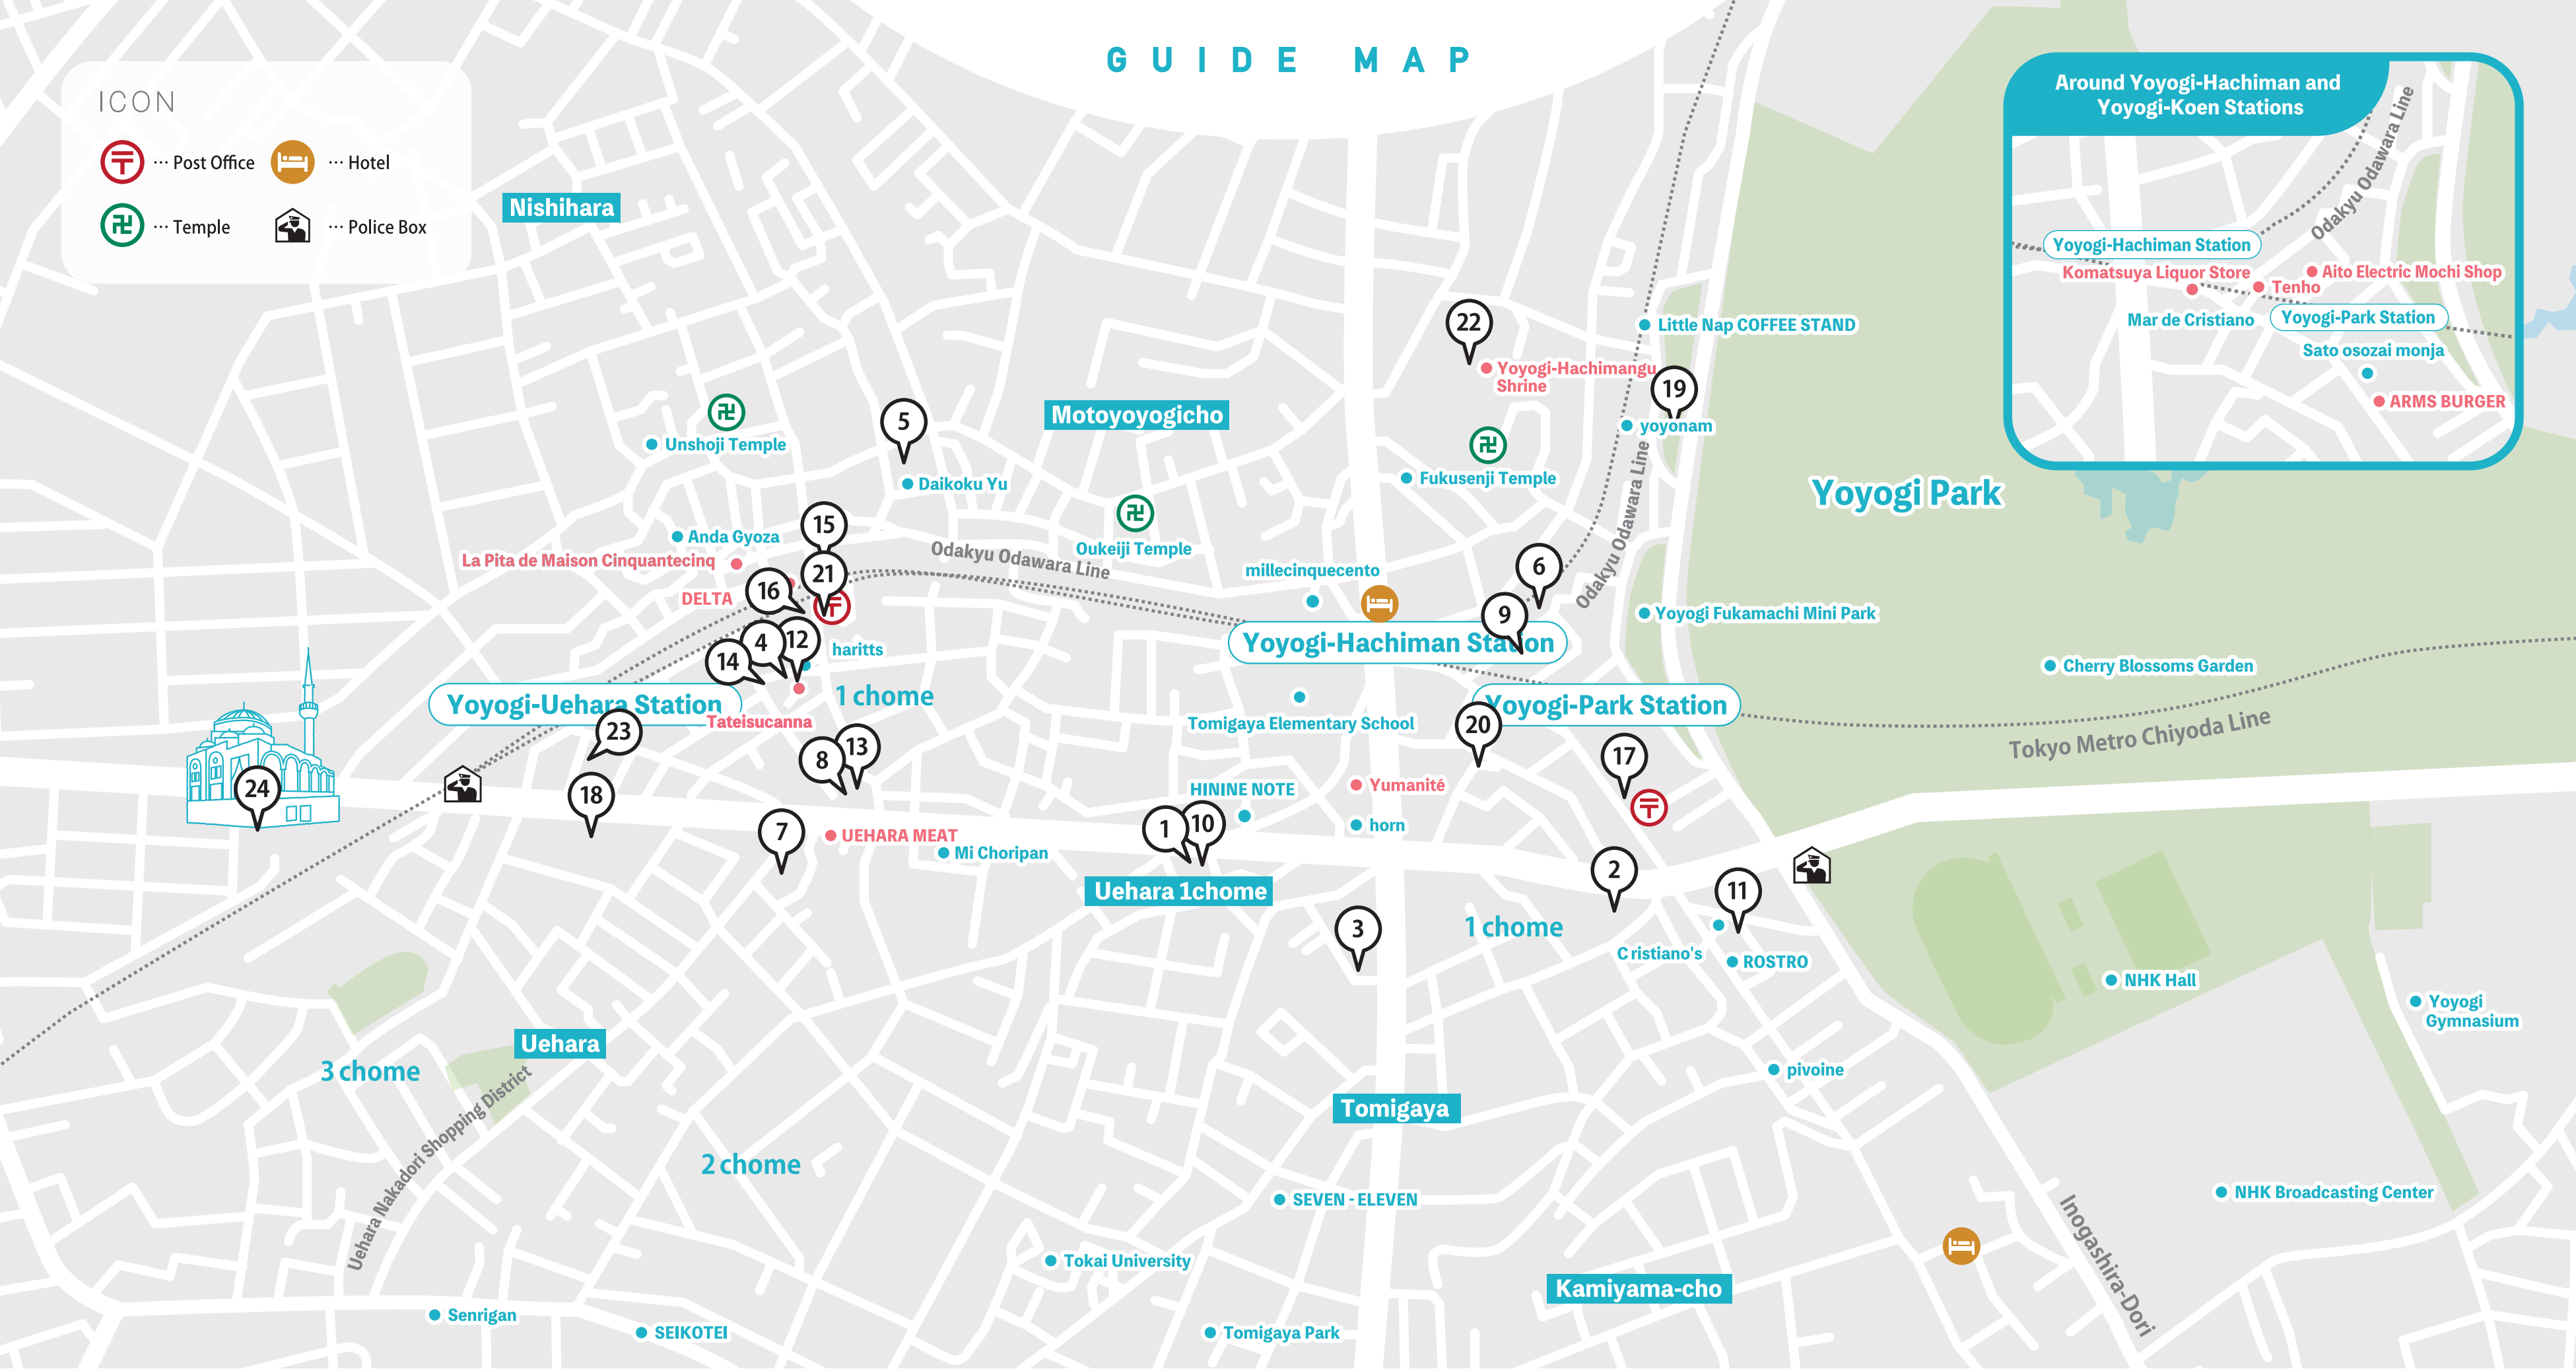 GUIDE MAP
ICON
… Post Office
… Hotel
… Temple
… Police Box
Around Yoyogi-Hachiman and
Yoyogi-Koen Stations
Odakyu Odawara Line
Yoyogi-Hachiman Station
Komatsuya Liquor Store
Aito Electric Mochi Shop
Tenho
Mar de Cristiano
Yoyogi-Park Station
Sato osozai monja
ARMS BURGER
Nishihara
22
Little Nap COFFEE STAND
Yoyogi-Hachimangu
Shrine
19
yoyonam
5
Motoyoyogicho
Unshoji Temple
Daikoku Yu
Fukusenji Temple
Odakyu Odawara Line
Yoyogi Park
15
Anda Gyoza
La Pita de Maison Cinquantecinq
Oukeiji Temple
Odakyu Odawara Line
21
16
DELTA
millecinquecento
6
9
Yoyogi Fukamachi Mini Park
Yoyogi-Hachiman Station
4
12
14
haritts
Cherry Blossoms Garden
1 chome
Yoyogi-Uehara Station
Tateisucanna
Yoyogi-Park Station
Tomigaya Elementary School
20
Tokyo Metro Chiyoda Line
23
13
8
17
24
18
HININE NOTE
Yumanité
7
UEHARA MEAT
Mi Choripan
1
10
horn
Uehara 1chome
2
11
3
1 chome
Cristiano's
ROSTRO
NHK Hall
Yoyogi
Gymnasium
Uehara
3 chome
Uehara Nakadori Shopping District
pivoine
Tomigaya
2 chome
SEVEN - ELEVEN
NHK Broadcasting Center
Inogashira-Dori
Tokai University
Kamiyama-cho
Senrigan
SEIKOTEI
Tomigaya Park